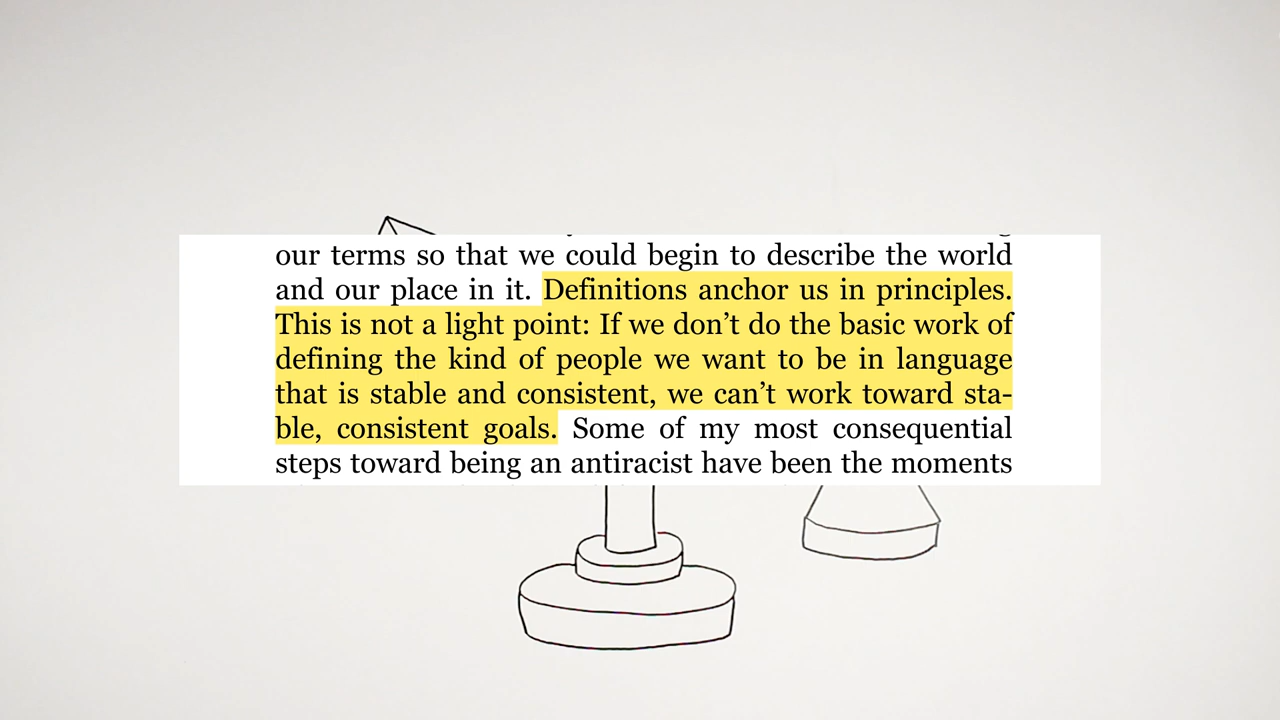 our terms so that we could begin to describe the world
and our place in it. Definitions anchor us in principles.
This is not a light point: If we don’t do the basic work of
defining the kind of people we want to be in language
that is stable and consistent, we can’t work toward sta-
ble, consistent goals. Some of my most consequential
steps toward being an antiracist have been the moments